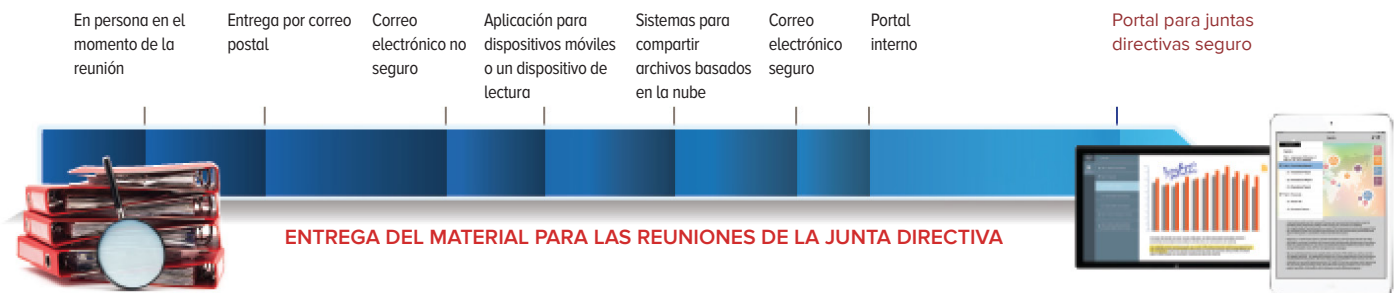 En persona en el
momento de la
reunión
Entrega por correo
postal
Correo
electrónico no
seguro
Aplicación para
dispositivos móviles
o un dispositivo de
lectura
Sistemas para
compartir
archivos basados
en la nube
Correo
electrónico
seguro
Portal
interno
Portal para juntas
directivas seguro
ENTREGA DEL MATERIAL PARA LAS REUNIONES DE LA JUNTA DIRECTIVA